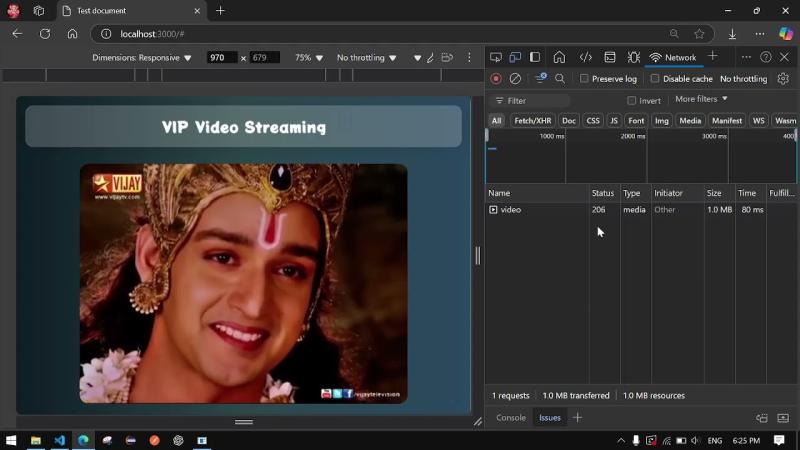 Test document
localhost:3000/#
Dimensions: Responsive 970 × 679 75% No throttling
Network
Preserve log Disable cache No throttling
Filter Invert More filters
All Fetch/XHR Doc CSS JS Font Img Media Manifest WS Wasm
1000 ms 2000 ms 3000 ms 400
Name Status Type Initiator Size Time Fulfill...
video 206 media Other 1.0 MB 80 ms
VIP Video Streaming
VIJAY
www.vijaytv.com
/vijaytelevision
1 requests 1.0 MB transferred 1.0 MB resources
Console Issues
ENG 6:25 PM